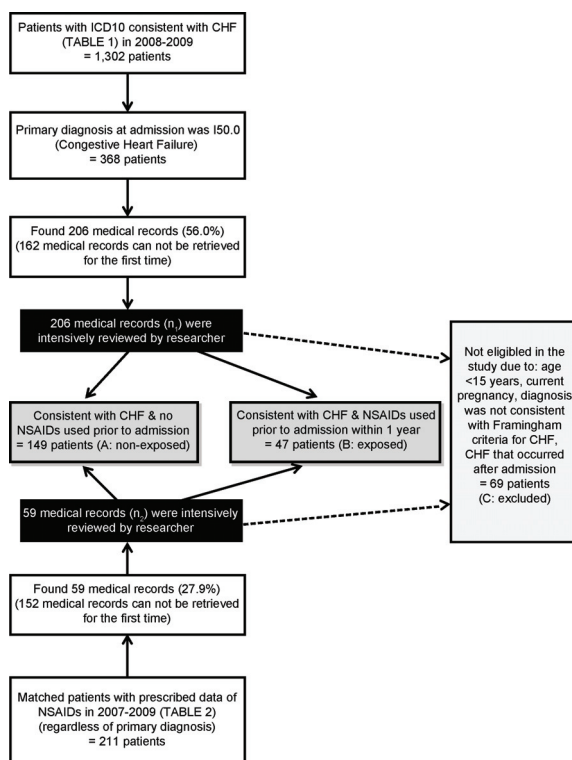 Patients with ICD10 consistent with CHF
(TABLE 1) in 2008-2009
= 1,302 patients
Primary diagnosis at admission was I50.0
(Congestive Heart Failure)
= 368 patients
Found 206 medical records (56.0%)
(162 medical records can not be retrieved
for the first time)
206 medical records (n₁) were
intensively reviewed by researcher
Consistent with CHF & no
NSAIDs used prior to admission
= 149 patients (A: non-exposed)
Consistent with CHF & NSAIDs used
prior to admission within 1 year
= 47 patients (B: exposed)
Not eligibled in the
study due to: age
<15 years, current
pregnancy, diagnosis
was not consistent
with Framingham
criteria for CHF,
CHF that occurred
after admission
= 69 patients
(C: excluded)
59 medical records (n₂) were intensively
reviewed by researcher
Found 59 medical records (27.9%)
(152 medical records can not be retrieved
for the first time)
Matched patients with prescribed data of
NSAIDs in 2007-2009 (TABLE 2)
(regardless of primary diagnosis)
= 211 patients